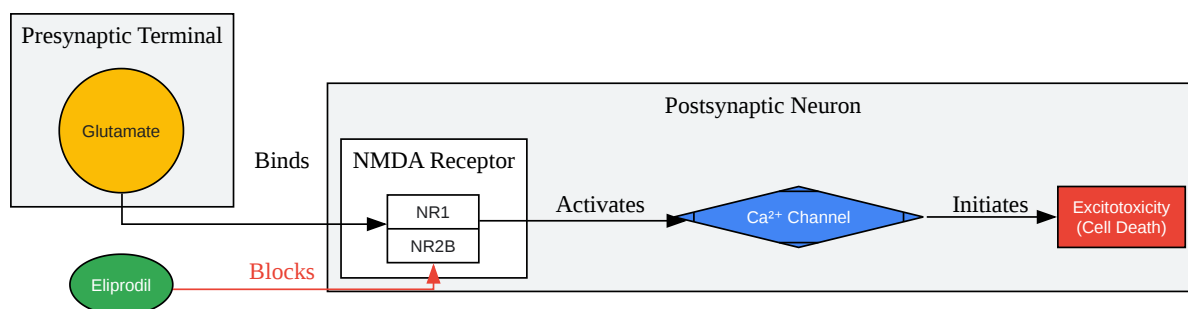 Presynaptic Terminal
Glutamate
Postsynaptic Neuron
Binds
NMDA Receptor
NR1
NR2B
Activates
Ca²⁺ Channel
Initiates
Excitotoxicity
(Cell Death)
Eliprodil
Blocks